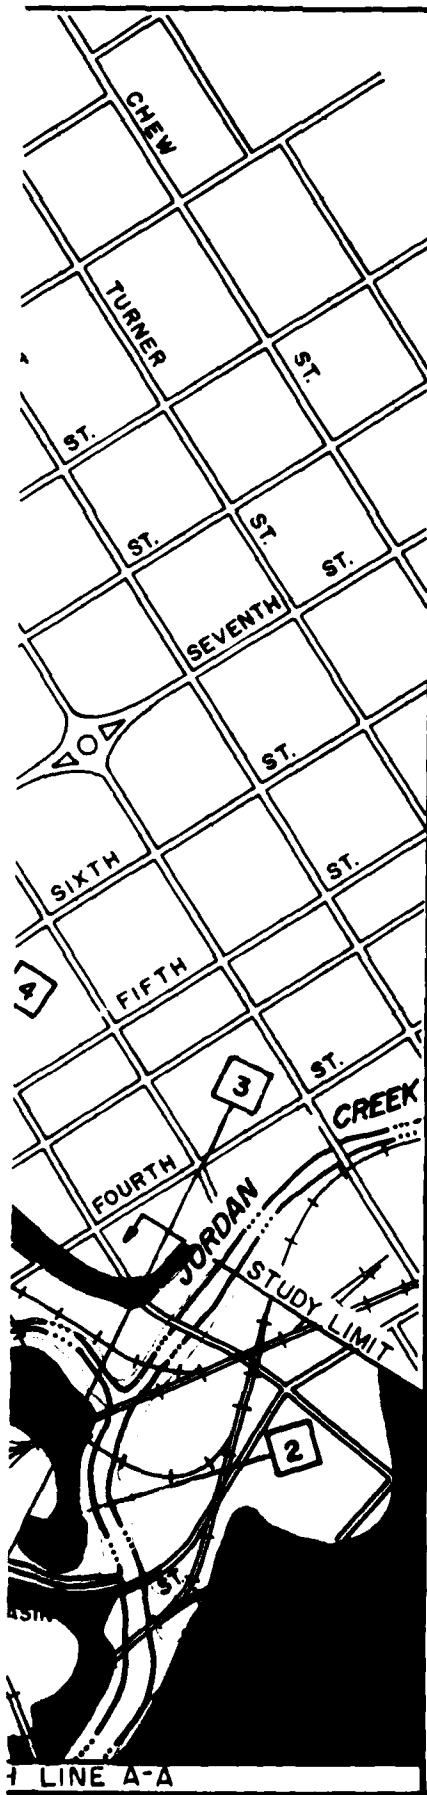 CHEW
TURNER
ST.
ST.
ST.
ST.
ST.
SEVENTH
ST.
ST.
SIXTH
FIFTH
4
3
ST.
CREEK
FOURTH
JORDAN
STUDY LIMIT
2
ST.
ASIN
LINE A-A